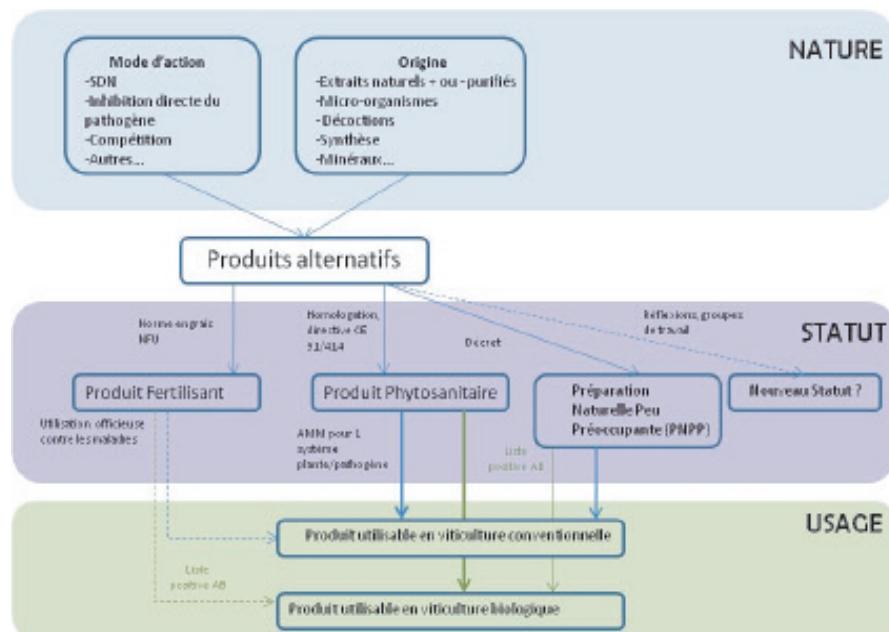 NATURE
Mode d'action
-SDN
-Inhibition directe du
pathogène
-Compétition
-Autres...
Origine
-Extraits naturels + ou -purifiés
-Micro-organismes
-Décoctions
-Synthèse
-Minéraux...
Produits alternatifs
STATUT
Norme engrais
NFU
Homologation,
directive CE
91/414
Décret
Réflexions, groupes
de travail
Produit Fertilisant
Produit Phytosanitaire
Préparation
Naturelle Peu
Préoccupante (PNPP)
Nouveau Statut ?
Utilisation officieuse
contre les maladies
AMM pour 1
système
plante/pathogène
Liste
positive AB
USAGE
Produit utilisable en viticulture conventionnelle
Liste
positive AB
Produit utilisable en viticulture biologique